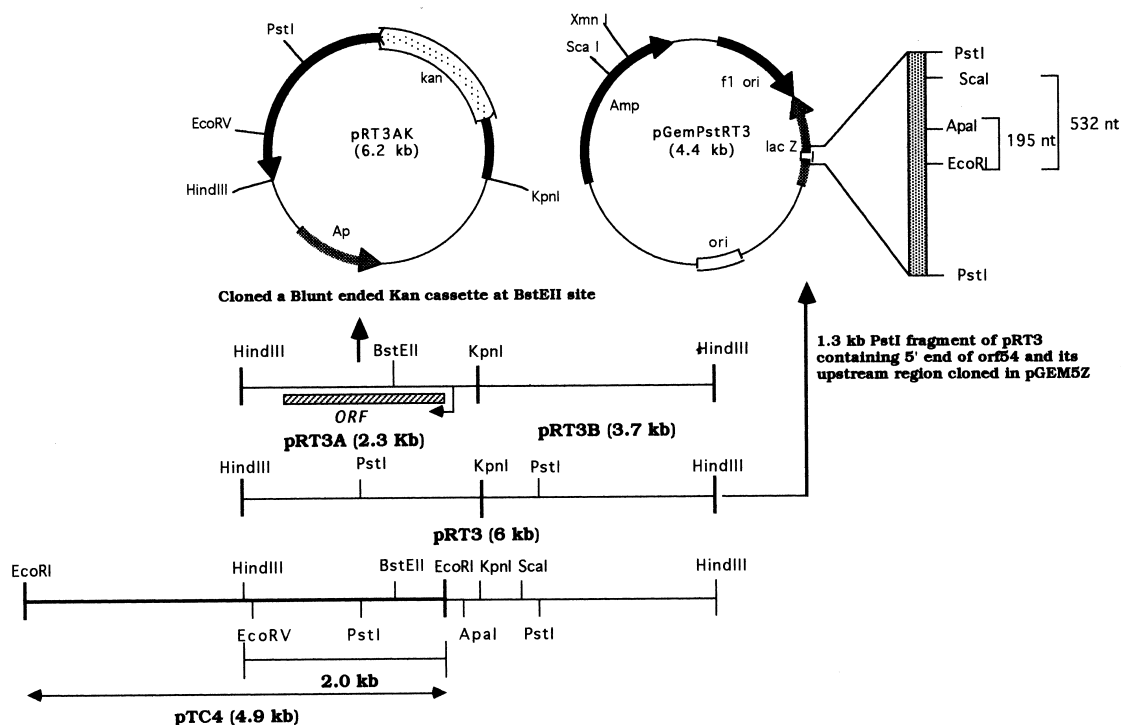 PstI
kan
EcoRV
pRT3AK
(6.2 kb)
HindIII
KpnI
Ap
Xmn I
Sca I
f1 ori
Amp
pGemPstRT3
(4.4 kb)
lac Z
ori
PstI
ScaI
ApaI
EcoRI
195 nt
532 nt
PstI
Cloned a Blunt ended Kan cassette at BstEII site
1.3 kb PstI fragment of pRT3
containing 5' end of orf54 and its
upstream region cloned in pGEM5Z
HindIII
BstEII
KpnI
HindIII
ORF
pRT3A (2.3 Kb)
pRT3B (3.7 kb)
HindIII
PstI
KpnI
PstI
HindIII
pRT3 (6 kb)
EcoRI
HindIII
BstEII
EcoRI
KpnI
ScaI
HindIII
EcoRV
PstI
ApaI
PstI
2.0 kb
pTC4 (4.9 kb)